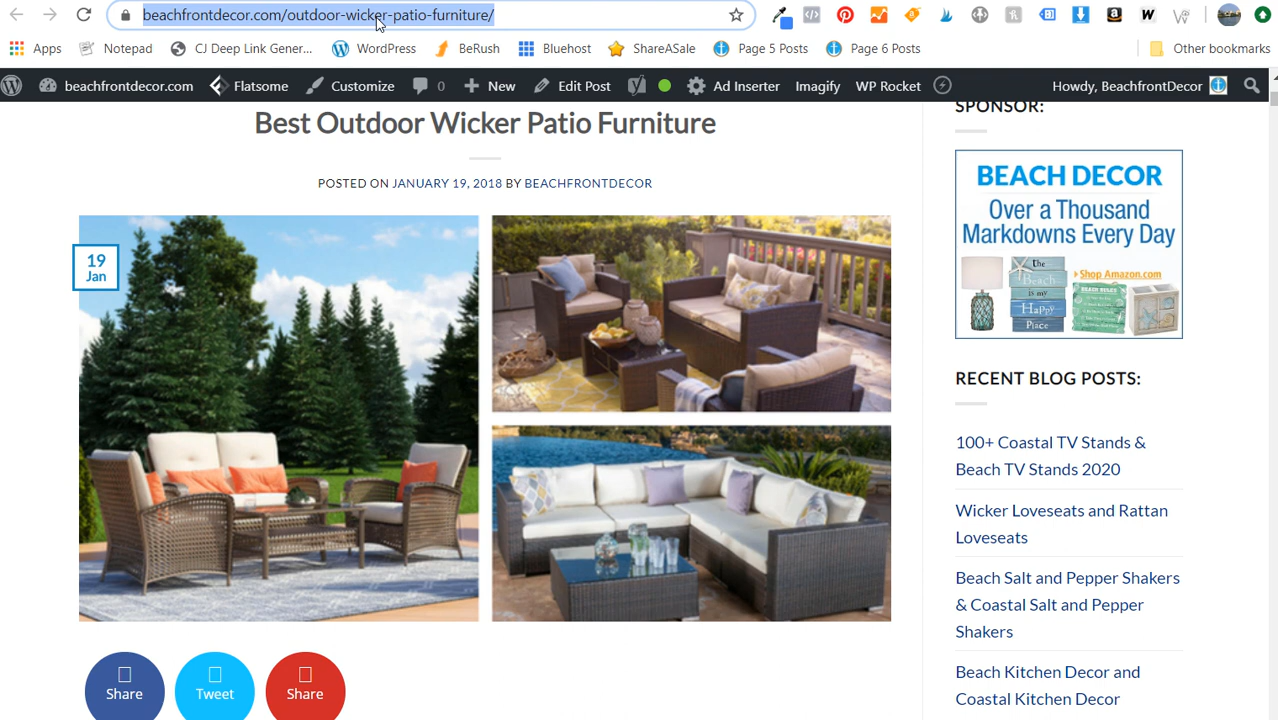 beachfrontdecor.com/outdoor-wicker-patio-furniture/
Apps Notepad CJ Deep Link Gener... WordPress BeRush Bluehost ShareASale Page 5 Posts Page 6 Posts Other bookmarks
beachfrontdecor.com Flatsome Customize 0 New Edit Post Ad Inserter Imagify WP Rocket Howdy, BeachfrontDecor
Best Outdoor Wicker Patio Furniture
POSTED ON JANUARY 19, 2018 BY BEACHFRONTDECOR
19
Jan
Share
Tweet
Share
SPONSOR:
BEACH DECOR
Over a Thousand
Markdowns Every Day
The
Beach
is my
Happy
Place
BEACH RULES
Shop Amazon.com
RECENT BLOG POSTS:
100+ Coastal TV Stands &
Beach TV Stands 2020
Wicker Loveseats and Rattan
Loveseats
Beach Salt and Pepper Shakers
& Coastal Salt and Pepper
Shakers
Beach Kitchen Decor and
Coastal Kitchen Decor